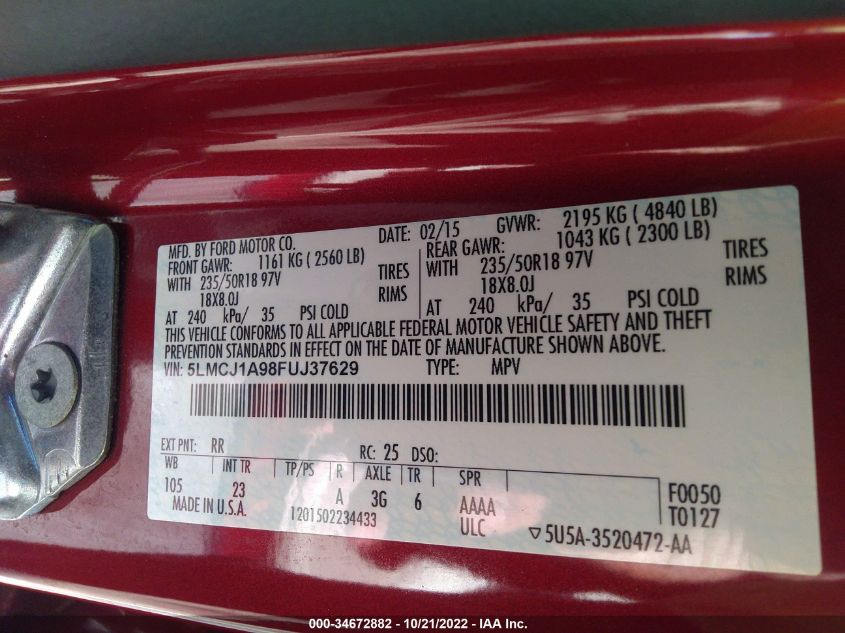 MFD. BY FORD MOTOR CO. DATE: 02/15 GVWR: 2195 KG ( 4840 LB)
FRONT GAWR: 1161 KG ( 2560 LB) REAR GAWR: 1043 KG ( 2300 LB)
WITH 235/50R18 97V TIRES WITH 235/50R18 97V TIRES
18X8.0J RIMS 18X8.0J RIMS
AT 240 kPa/ 35 PSI COLD AT 240 kPa/ 35 PSI COLD
THIS VEHICLE CONFORMS TO ALL APPLICABLE FEDERAL MOTOR VEHICLE SAFETY AND THEFT
PREVENTION STANDARDS IN EFFECT ON THE DATE OF MANUFACTURE SHOWN ABOVE.
VIN: 5LMCJ1A98FUJ37629 TYPE: MPV
EXT PNT: RR RC: 25 DSO:
WB INT TR TP/PS R AXLE TR SPR
105 23 A 3G 6 AAAA F0050
MADE IN U.S.A. 1201502234433 ULC T0127
▽5U5A-3520472-AA
000-34672882 - 10/21/2022 - IAA Inc.